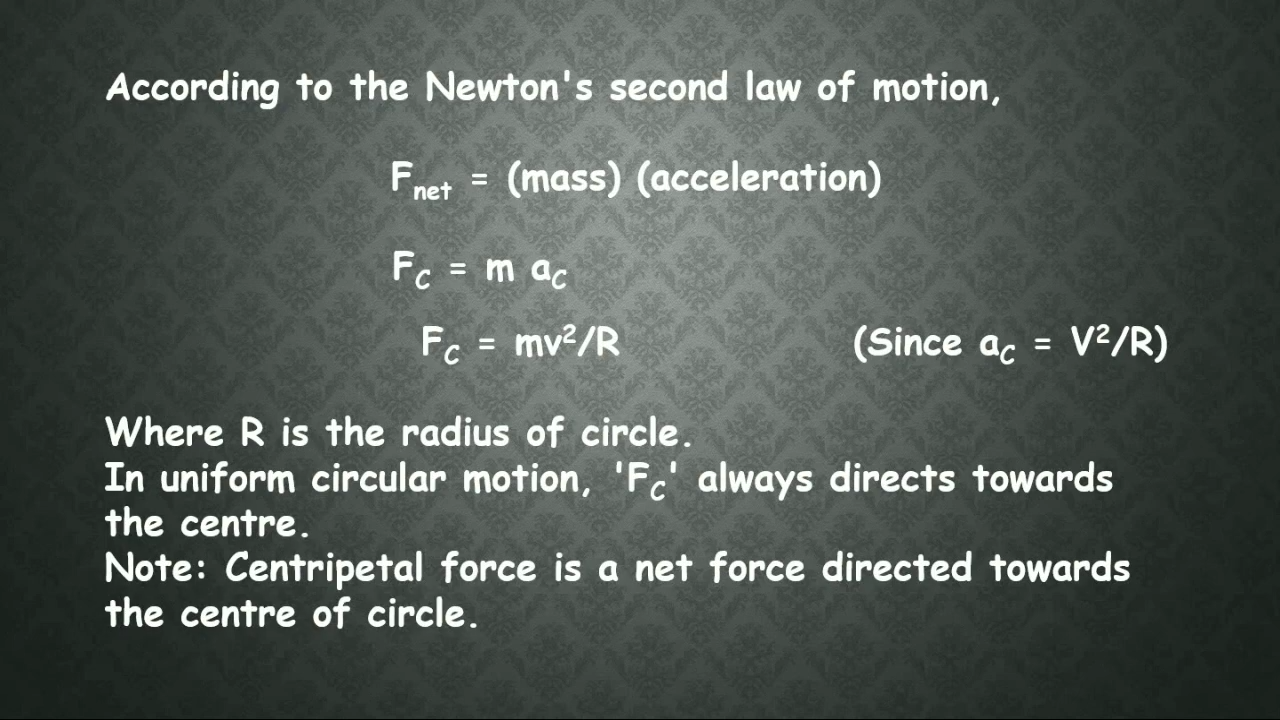 According to the Newton's second law of motion,
Fnet = (mass) (acceleration)
FC = m aC
FC = mv²/R (Since aC = V²/R)
Where R is the radius of circle.
In uniform circular motion, 'FC' always directs towards
the centre.
Note: Centripetal force is a net force directed towards
the centre of circle.